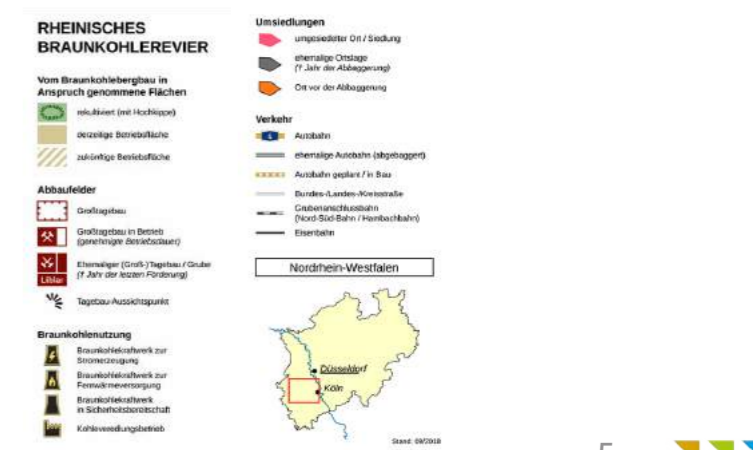 RHEINISCHES
BRAUNKOHLEREVIER
Vom Braunkohlebergbau in
Anspruch genommene Flächen
rekultiviert (mit Hochkippe)
derzeitige Betriebsfläche
zukünftige Betriebsfläche
Abbaufelder
Großtagebau
Großtagebau in Betrieb
(genehmigte Betriebsdauer)
Ehemaliger (Groß-)Tagebau / Grube
(† Jahr der letzten Förderung)
Liblar
Tagebau-Aussichtspunkt
Braunkohlenutzung
Braunkohlekraftwerk zur
Stromerzeugung
Braunkohlekraftwerk zur
Fernwärmeversorgung
Braunkohlekraftwerk
in Sicherheitsbereitschaft
Kohleveredlungsbetrieb
Umsiedlungen
umgesiedelter Ort / Siedlung
ehemalige Ortslage
(† Jahr der Abbaggerung)
Ort vor der Abbaggerung
Verkehr
Autobahn
ehemalige Autobahn (abgebaggert)
Autobahn geplant / in Bau
Bundes-/Landes-/Kreisstraße
Grubenanschlussbahn
(Nord-Süd-Bahn / Hambachbahn)
Eisenbahn
Nordrhein-Westfalen
Düsseldorf
Köln
Stand: 09/2018